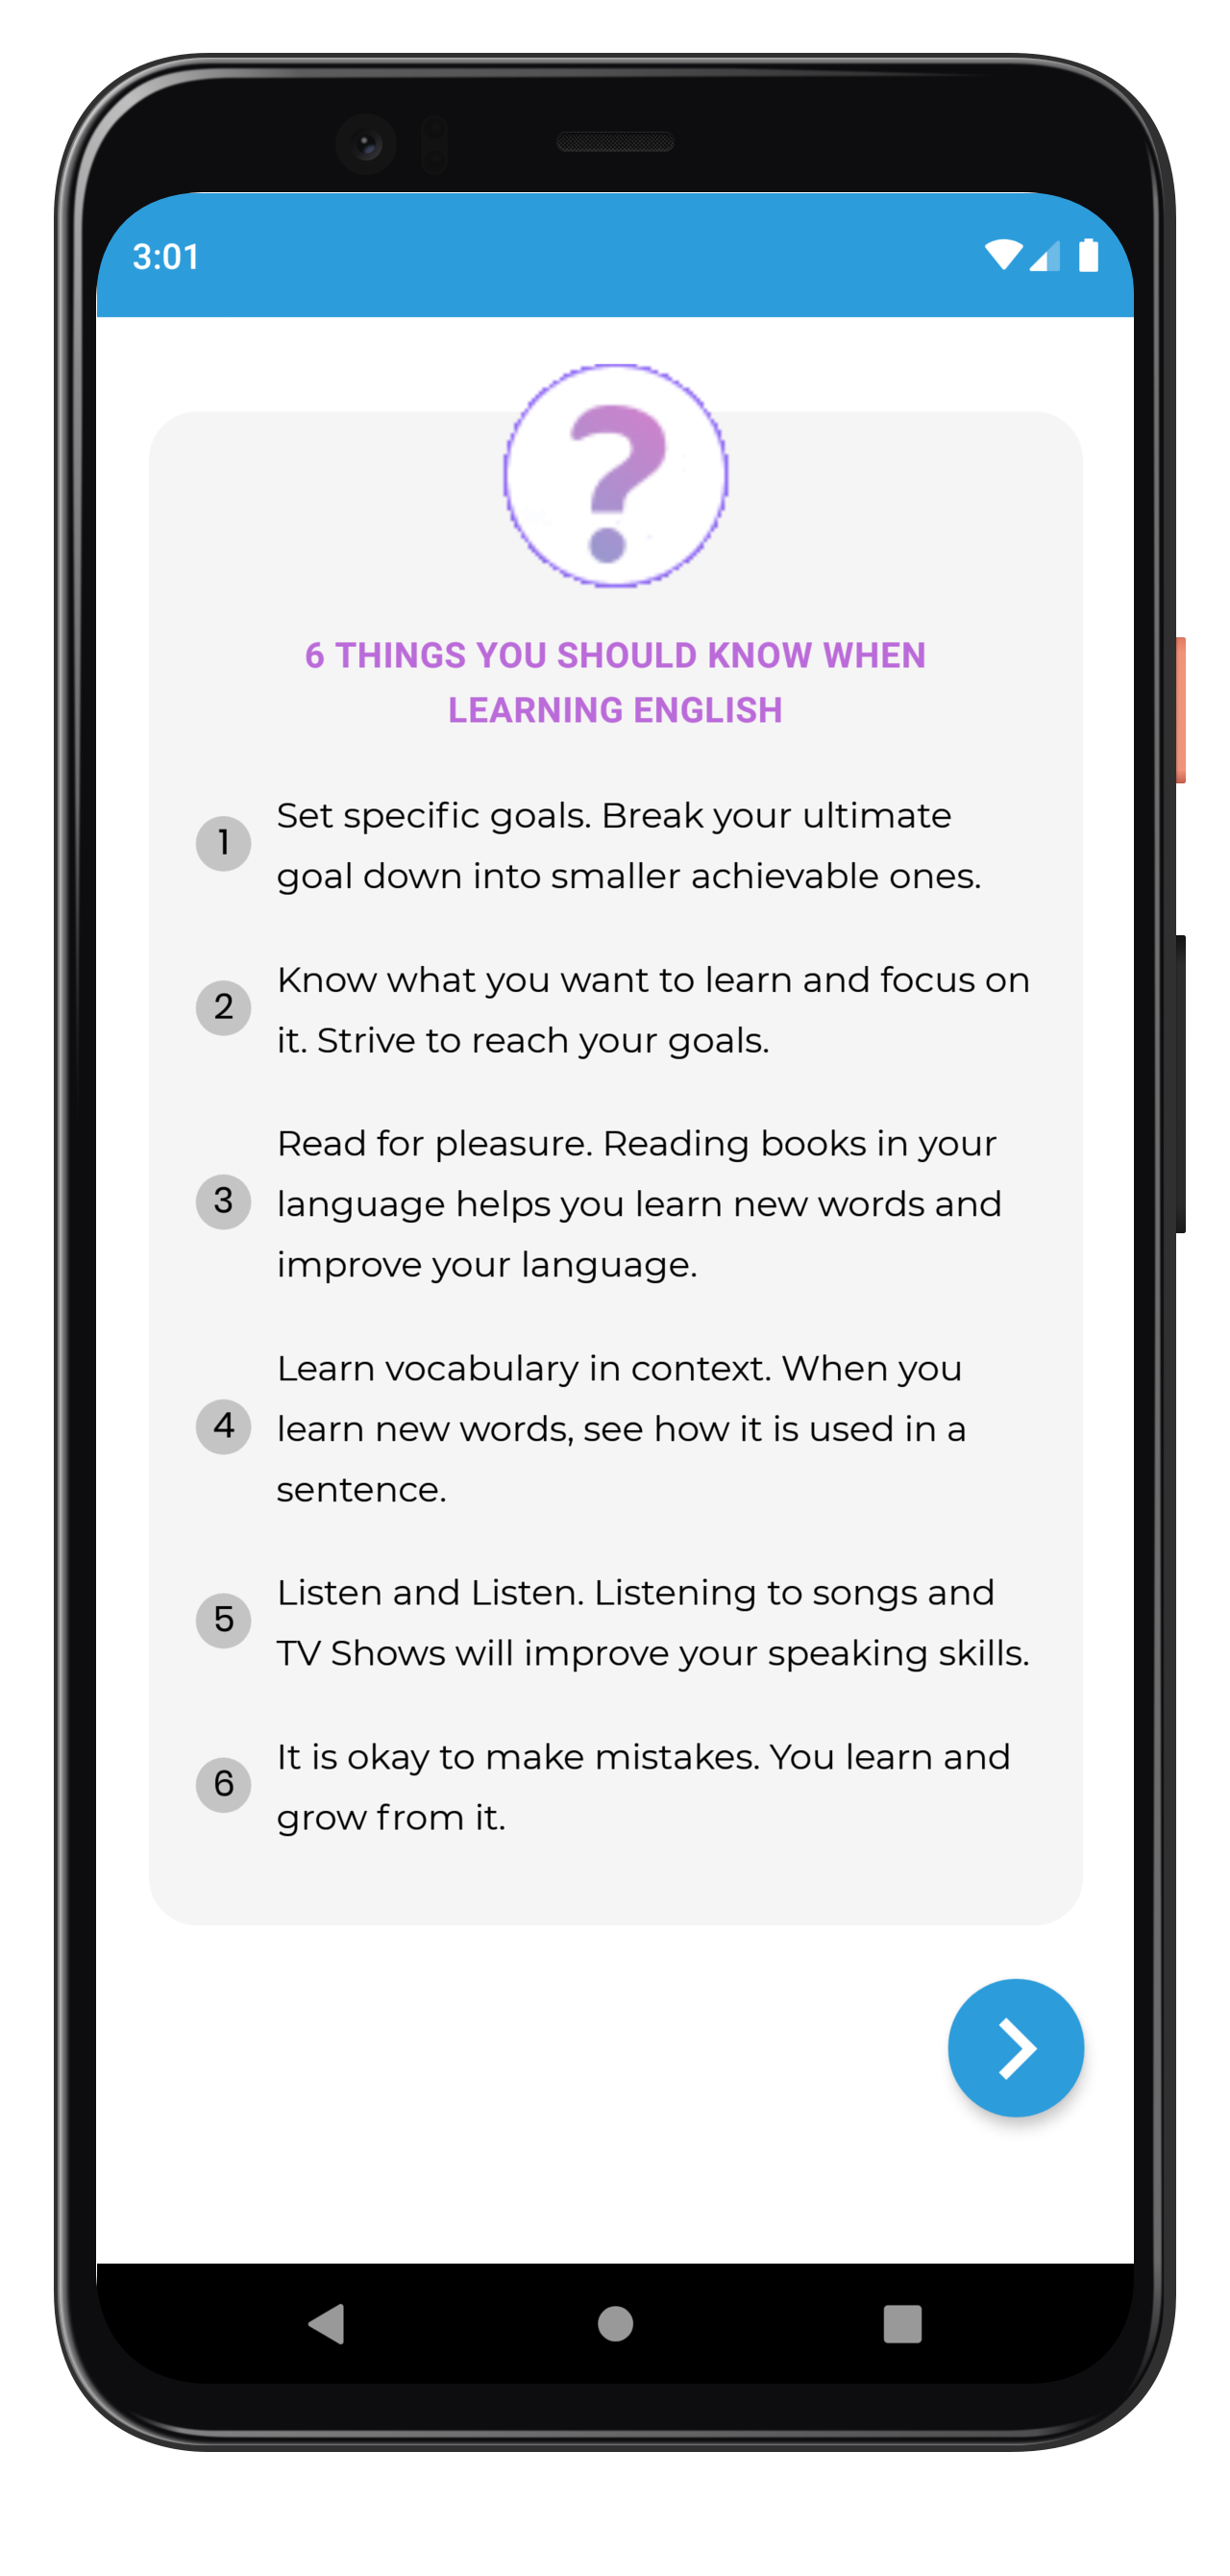 3:01
?
6 THINGS YOU SHOULD KNOW WHEN
LEARNING ENGLISH
1
Set specific goals. Break your ultimate
goal down into smaller achievable ones.
2
Know what you want to learn and focus on
it. Strive to reach your goals.
3
Read for pleasure. Reading books in your
language helps you learn new words and
improve your language.
4
Learn vocabulary in context. When you
learn new words, see how it is used in a
sentence.
5
Listen and Listen. Listening to songs and
TV Shows will improve your speaking skills.
6
It is okay to make mistakes. You learn and
grow from it.